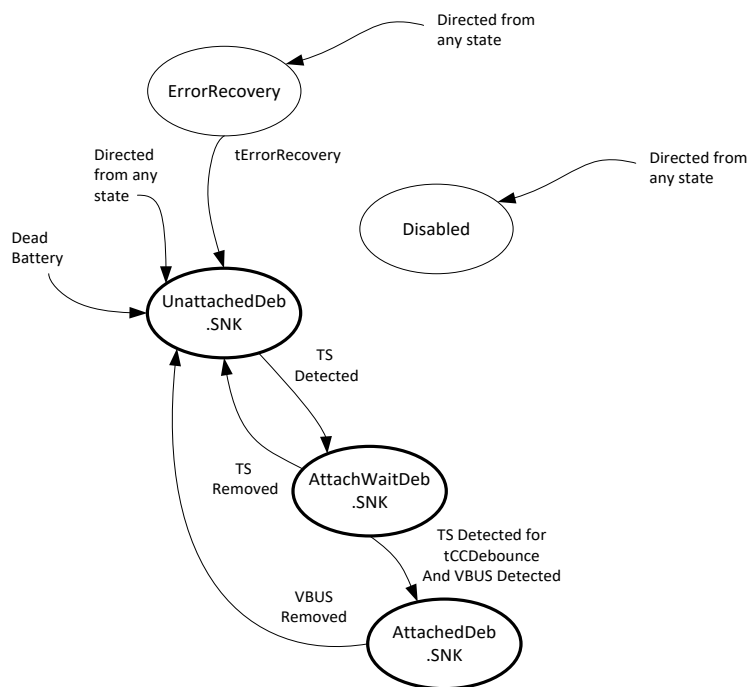 Directed from
any state
ErrorRecovery
tErrorRecovery
Directed
from any
state
Directed from
any state
Disabled
Dead
Battery
UnattachedDeb
.SNK
TS
Detected
TS
Removed
AttachWaitDeb
.SNK
TS Detected for
tCCDebounce
And VBUS Detected
VBUS
Removed
AttachedDeb
.SNK